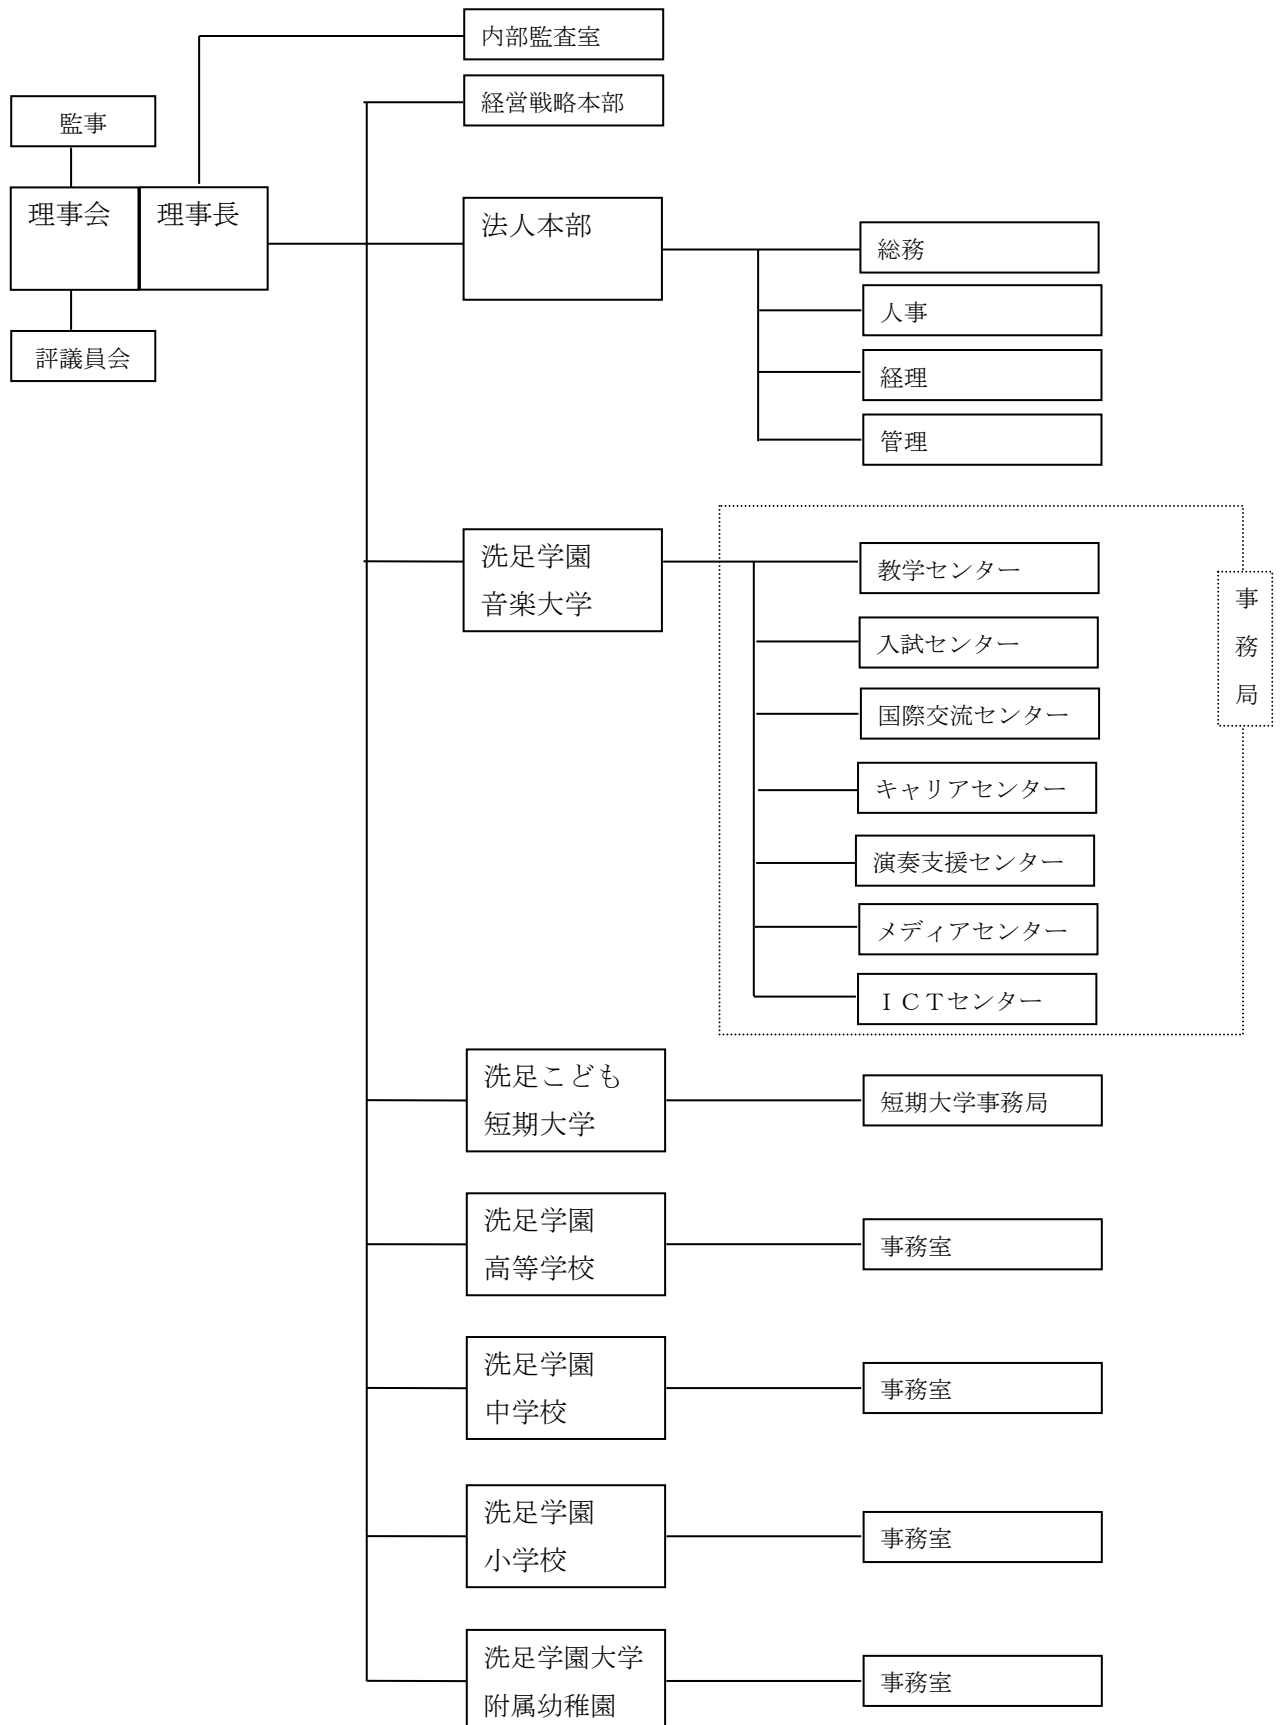 内部監査室
経営戦略本部
監事
理事会
理事長
評議員会
法人本部
総務
人事
経理
管理
洗足学園
音楽大学
教学センター
入試センター
国際交流センター
キャリアセンター
演奏支援センター
メディアセンター
ＩＣＴセンター
事
務
局
洗足こども
短期大学
短期大学事務局
洗足学園
高等学校
事務室
洗足学園
中学校
事務室
洗足学園
小学校
事務室
洗足学園大学
附属幼稚園
事務室